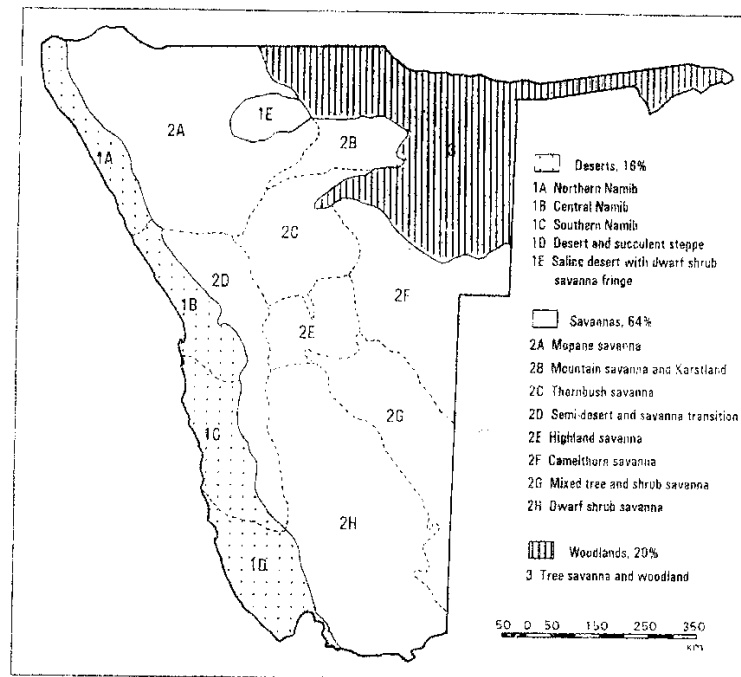 1A
2A
1E
2B
3
2C
2D
1B
2E
2F
1C
2G
2H
1D
Deserts, 16%
1A Northern Namib
1B Central Namib
1C Southern Namib
1D Desert and succulent steppe
1E Saline desert with dwarf shrub
savanna fringe
Savannas, 64%
2A Mopane savanna
2B Mountain savanna and Karstland
2C Thornbush savanna
2D Semi-desert and savanna transition
2E Highland savanna
2F Camelthorn savanna
2G Mixed tree and shrub savanna
2H Dwarf shrub savanna
Woodlands, 20%
3 Tree savanna and woodland
50 0 50 150 250 350
km